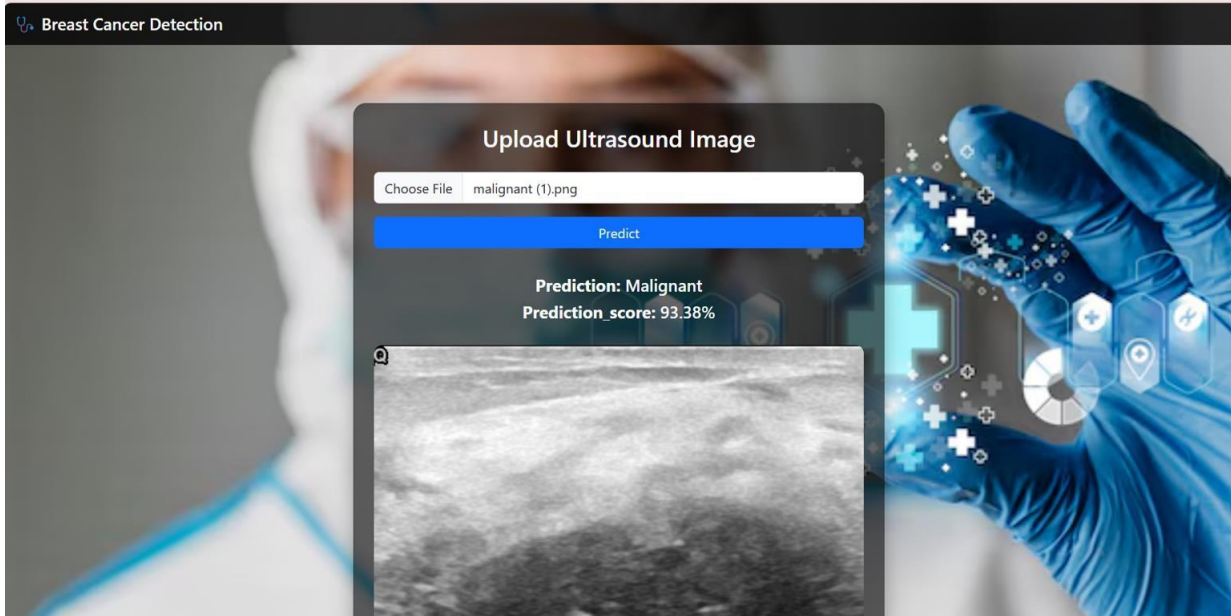 Breast Cancer Detection
Upload Ultrasound Image
Choose File malignant (1).png
Predict
Prediction: Malignant
Prediction_score: 93.38%